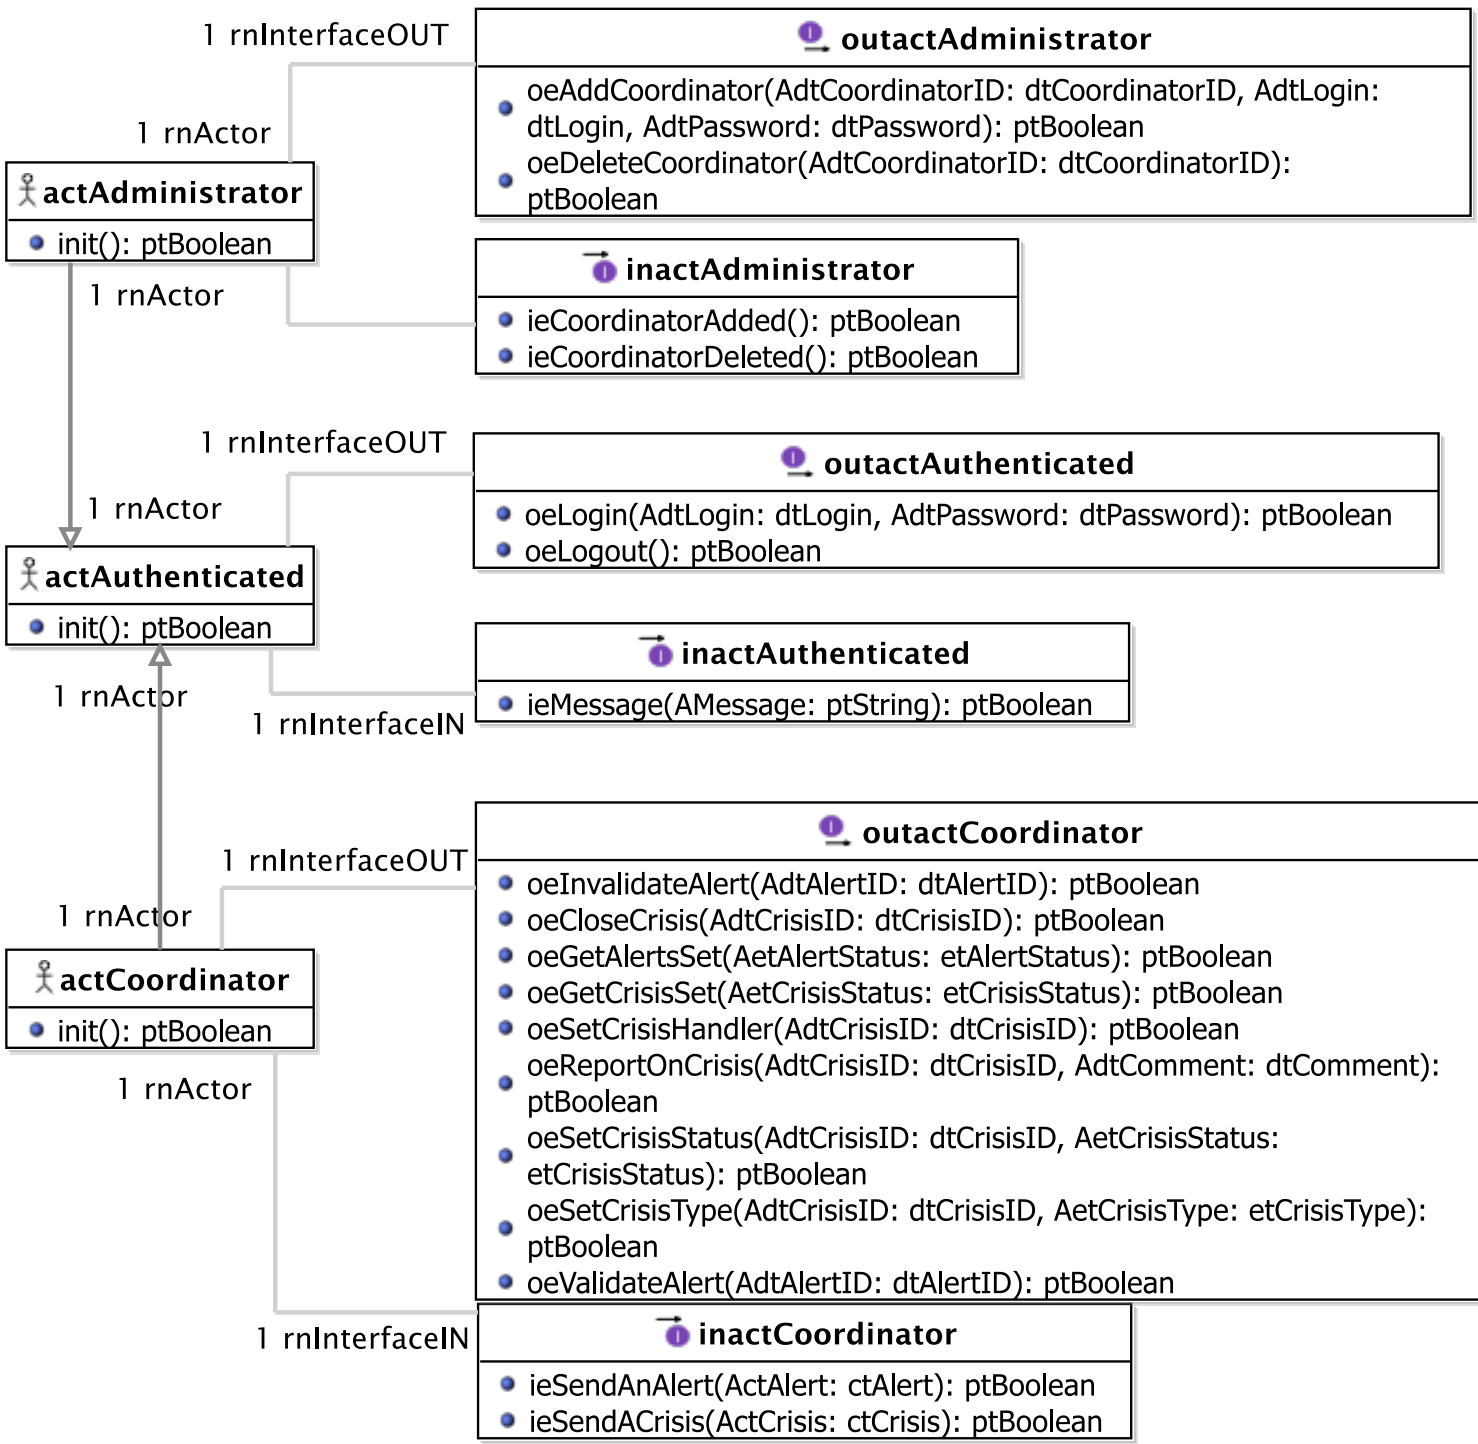 1 rnInterfaceOUT
outactAdministrator
oeAddCoordinator(AdtCoordinatorID: dtCoordinatorID, AdtLogin:
dtLogin, AdtPassword: dtPassword): ptBoolean
oeDeleteCoordinator(AdtCoordinatorID: dtCoordinatorID):
ptBoolean
1 rnActor
actAdministrator
init(): ptBoolean
1 rnActor
inactAdministrator
ieCoordinatorAdded(): ptBoolean
ieCoordinatorDeleted(): ptBoolean
1 rnInterfaceOUT
outactAuthenticated
oeLogin(AdtLogin: dtLogin, AdtPassword: dtPassword): ptBoolean
oeLogout(): ptBoolean
1 rnActor
actAuthenticated
init(): ptBoolean
1 rnActor
inactAuthenticated
ieMessage(AMessage: ptString): ptBoolean
1 rnInterfaceIN
outactCoordinator
1 rnInterfaceOUT
oeInvalidateAlert(AdtAlertID: dtAlertID): ptBoolean
oeCloseCrisis(AdtCrisisID: dtCrisisID): ptBoolean
oeGetAlertsSet(AetAlertStatus: etAlertStatus): ptBoolean
oeGetCrisisSet(AetCrisisStatus: etCrisisStatus): ptBoolean
oeSetCrisisHandler(AdtCrisisID: dtCrisisID): ptBoolean
oeReportOnCrisis(AdtCrisisID: dtCrisisID, AdtComment: dtComment):
ptBoolean
oeSetCrisisStatus(AdtCrisisID: dtCrisisID, AetCrisisStatus:
etCrisisStatus): ptBoolean
oeSetCrisisType(AdtCrisisID: dtCrisisID, AetCrisisType: etCrisisType):
ptBoolean
oeValidateAlert(AdtAlertID: dtAlertID): ptBoolean
1 rnActor
actCoordinator
init(): ptBoolean
1 rnActor
1 rnInterfaceIN
inactCoordinator
ieSendAnAlert(ActAlert: ctAlert): ptBoolean
ieSendACrisis(ActCrisis: ctCrisis): ptBoolean